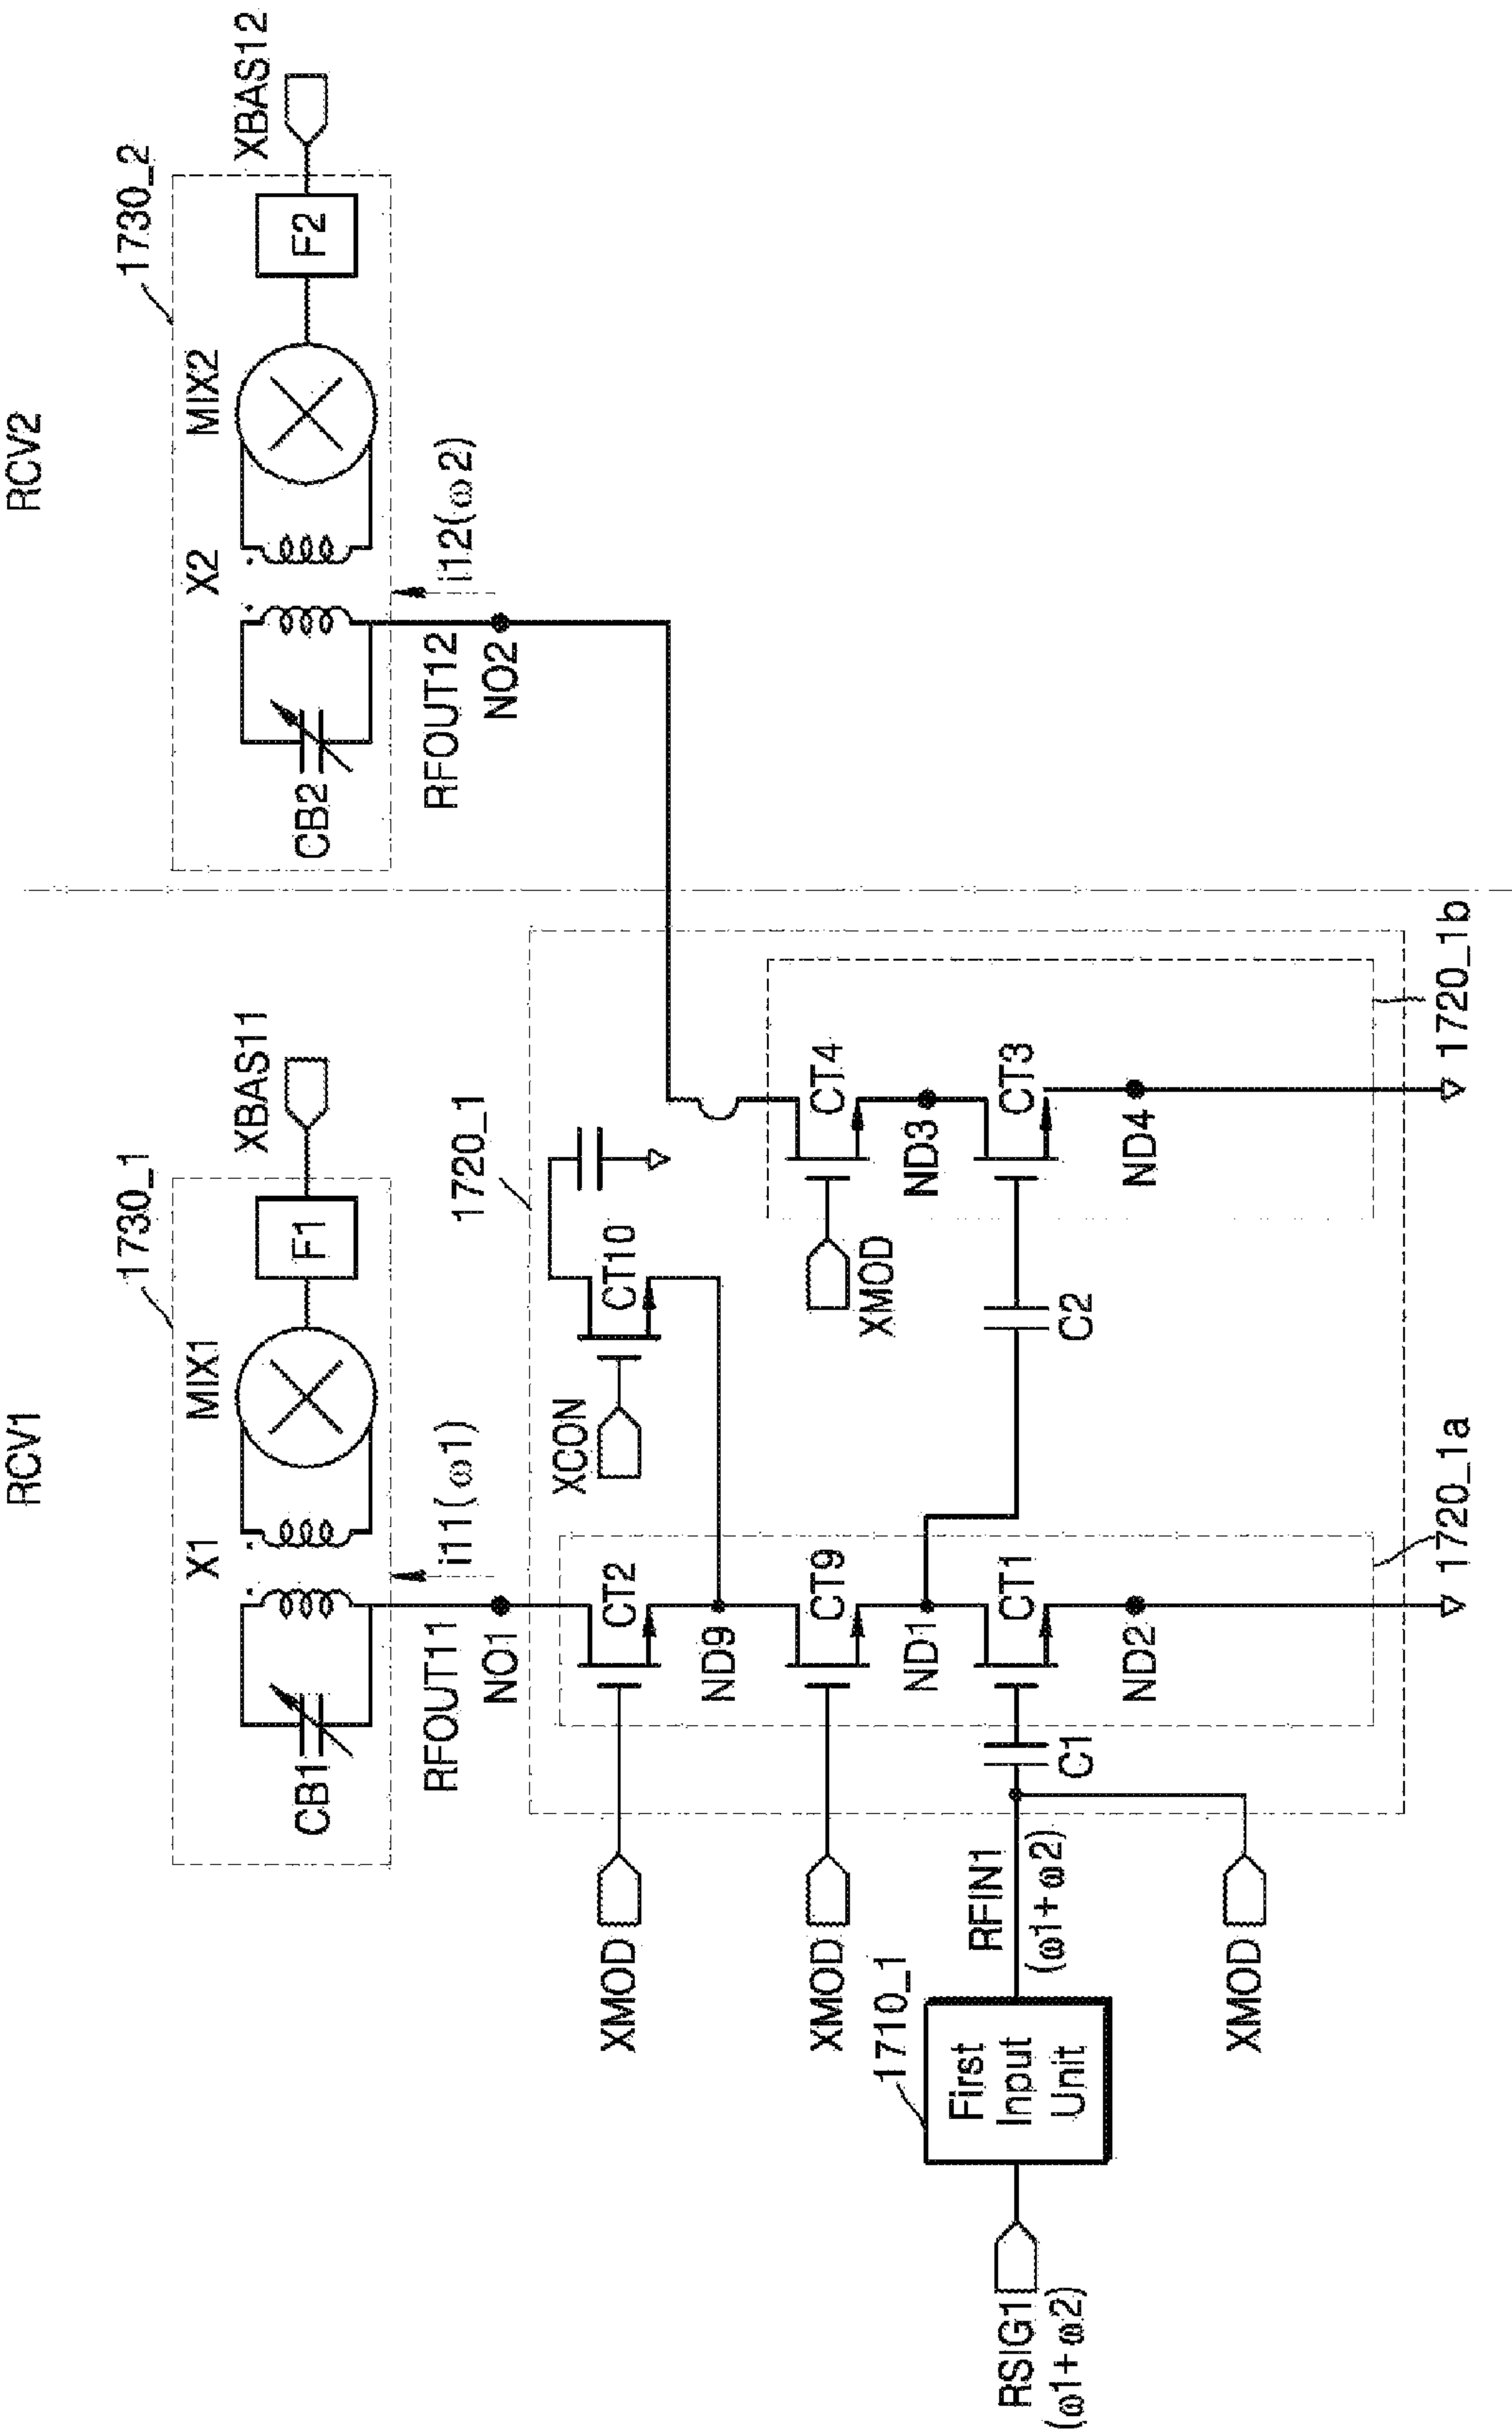 RCV1
RCV2
1730_1
1730_2
X1
MIX1
XBAS11
X2
MIX2
XBAS12
CB1
F1
CB2
F2
RFOUT11
i11(ω1)
RFOUT12
i12(ω2)
NO1
NO2
1720_1
XMOD
CT2
XCON
CT10
ND9
XMOD
CT9
XMOD
CT4
ND1
ND3
1710_1
First
Input
Unit
RSIG1
(ω1+ω2)
RFIN1
(ω1+ω2)
C1
CT1
C2
CT3
ND2
ND4
XMOD
1720_1a
1720_1b